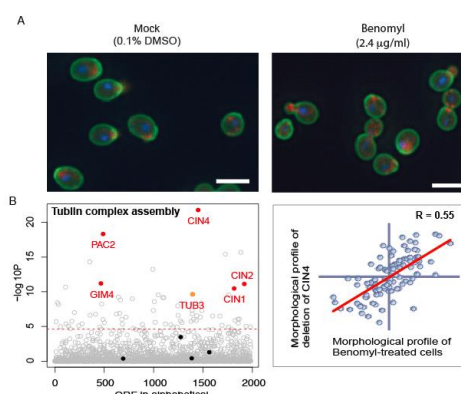 A
Mock
(0.1% DMSO)
Benomyl
(2.4 μg/ml)
B
Tublin complex assembly
−log 10P
20
15
10
5
0
CIN4
PAC2
GIM4
TUB3
CIN2
CIN1
0
500
1000
1500
2000
R = 0.55
Morphological profile of
deletion of CIN4
Morphological profile of
Benomyl-treated cells